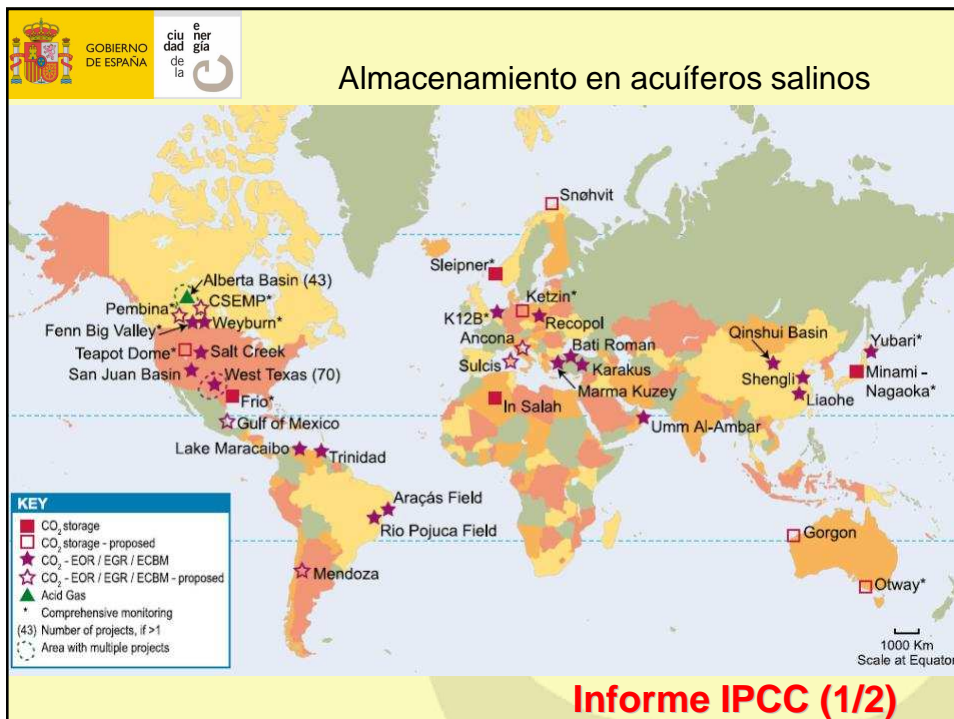 GOBIERNO
DE ESPAÑA
ciu e
dad ner
gía
de
la
c
Almacenamiento en acuíferos salinos
Snøhvit
Sleipner*
Alberta Basin (43)
CSEMP*
Pembina*
Fenn Big Valley*
Weyburn*
Teapot Dome*
Salt Creek
San Juan Basin
West Texas (70)
Frio*
Gulf of Mexico
Lake Maracaibo
Trinidad
Araçás Field
Rio Pojuca Field
Mendoza
K12B*
Ketzin*
Recopol
Ancona
Sulcis
Bati Roman
Karakus
Marma Kuzey
In Salah
Umm Al-Ambar
Qinshui Basin
Yubari*
Shengli
Minami -
Nagaoka*
Liaohe
Gorgon
Otway*
KEY
CO2 storage
CO2 storage - proposed
CO2 - EOR / EGR / ECBM
CO2 - EOR / EGR / ECBM - proposed
Acid Gas
* Comprehensive monitoring
(43) Number of projects, if >1
Area with multiple projects
1000 Km
Scale at Equator
Informe IPCC (1/2)